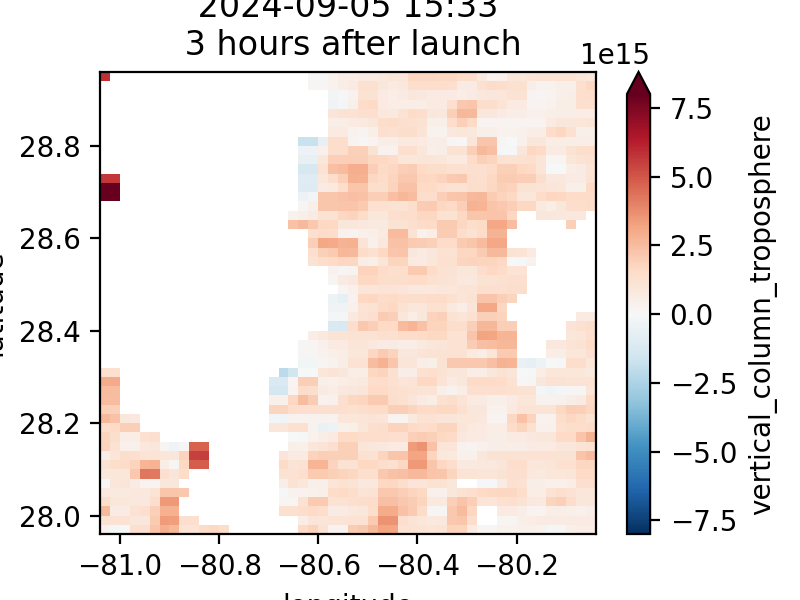 2024-09-05 15:33
3 hours after launch
1e15
28.8
28.6
28.4
28.2
28.0
−81.0 −80.8 −80.6 −80.4 −80.2
7.5
5.0
2.5
0.0
−2.5
−5.0
−7.5
vertical_column_troposphere
longitude